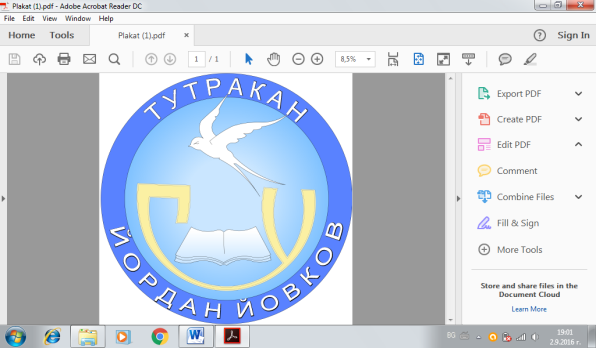 Plakat (1).pdf - Adobe Acrobat Reader DC
File Edit View Window Help
Home Tools Plakat (1).pdf × Sign In
1 / 1 8,5%
ТУТРАКАН
ЙОРДАН ЙОВКОВ
Export PDF
Create PDF
Edit PDF
Comment
Combine Files
Fill & Sign
More Tools
Store and share files in the
Document Cloud
Learn More
BG 19:01
2.9.2016 г.